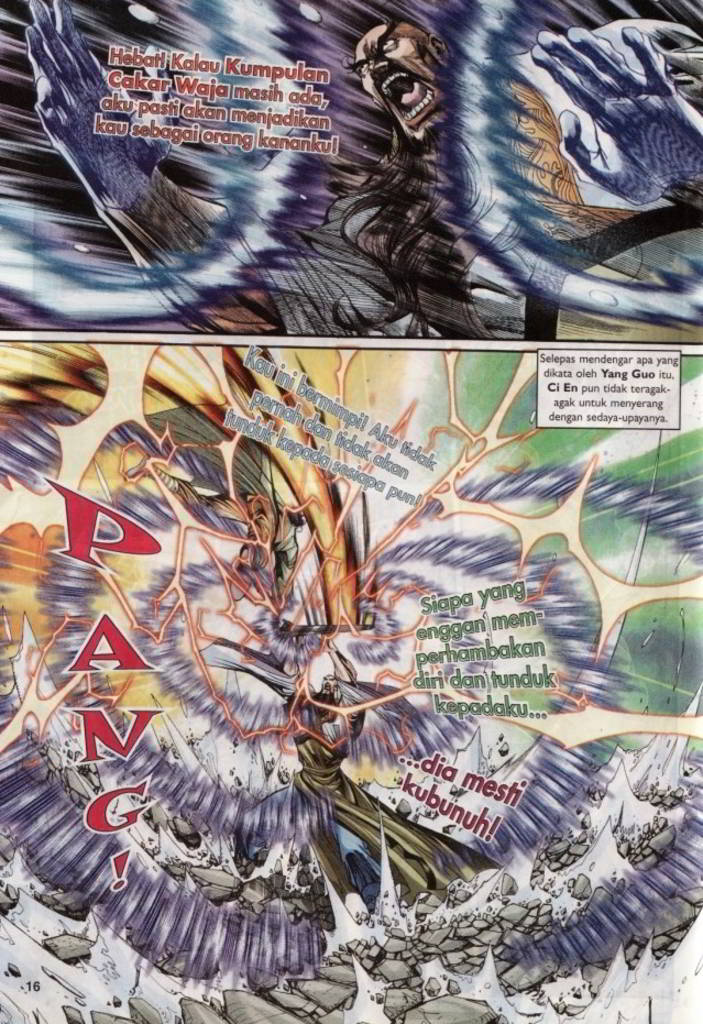 Hebat! Kalau Kumpulan
Cakar Waja masih ada,
aku pasti akan menjadikan
kau sebagai orang kananku!
Selepas mendengar apa yang
dikata oleh Yang Guo itu,
Ci En pun tidak teragak-
agak untuk menyerang
dengan sedaya-upayanya.
Kau ini bermimpi! Aku tidak
pernah dan tidak akan
tunduk kepada sesiapa pun!
PANG!
Siapa yang
enggan mem-
perhambakan
diri dan tunduk
kepadaku...
...dia mesti
kubunuh!
16